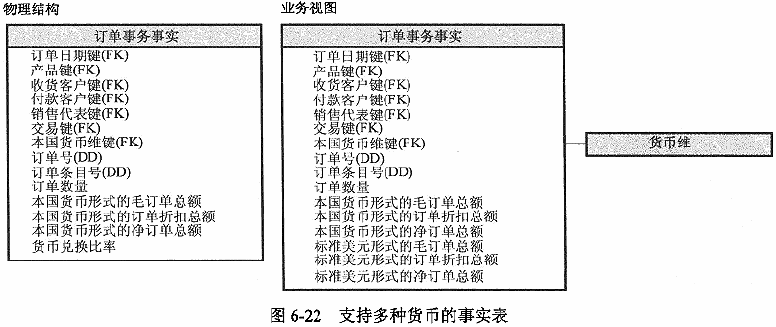 物理结构
订单事务事实
订单日期键(FK)
产品键(FK)
收货客户键(FK)
付款客户键(FK)
销售代表键(FK)
交易键(FK)
本国货币维键(FK)
订单号(DD)
订单条目号(DD)
订单数量
本国货币形式的毛订单总额
本国货币形式的订单折扣总额
本国货币形式的净订单总额
货币兑换比率
业务视图
订单事务事实
订单日期键(FK)
产品键(FK)
收货客户键(FK)
付款客户键(FK)
销售代表键(FK)
交易键(FK)
本国货币维键(FK)
订单号(DD)
订单条目号(DD)
订单数量
本国货币形式的毛订单总额
本国货币形式的订单折扣总额
本国货币形式的净订单总额
标准美元形式的毛订单总额
标准美元形式的订单折扣总额
标准美元形式的净订单总额
货币维
图 6-22 支持多种货币的事实表